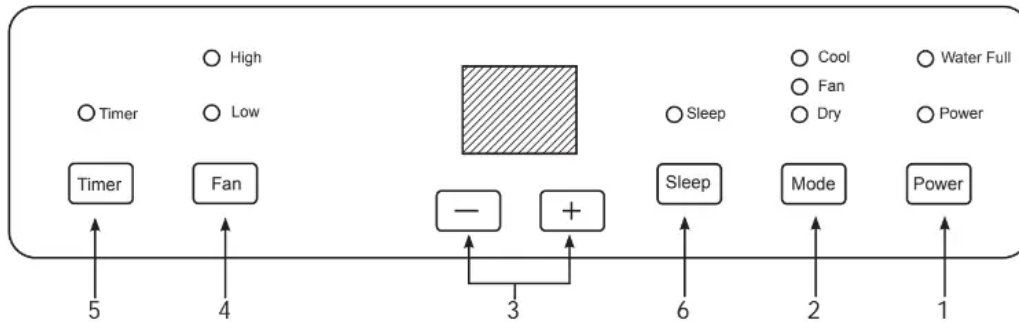 High
Cool
Water Full
Fan
Timer
Low
Sleep
Dry
Power
Timer
Fan
Sleep
Mode
Power
—
+
5
4
3
6
2
1